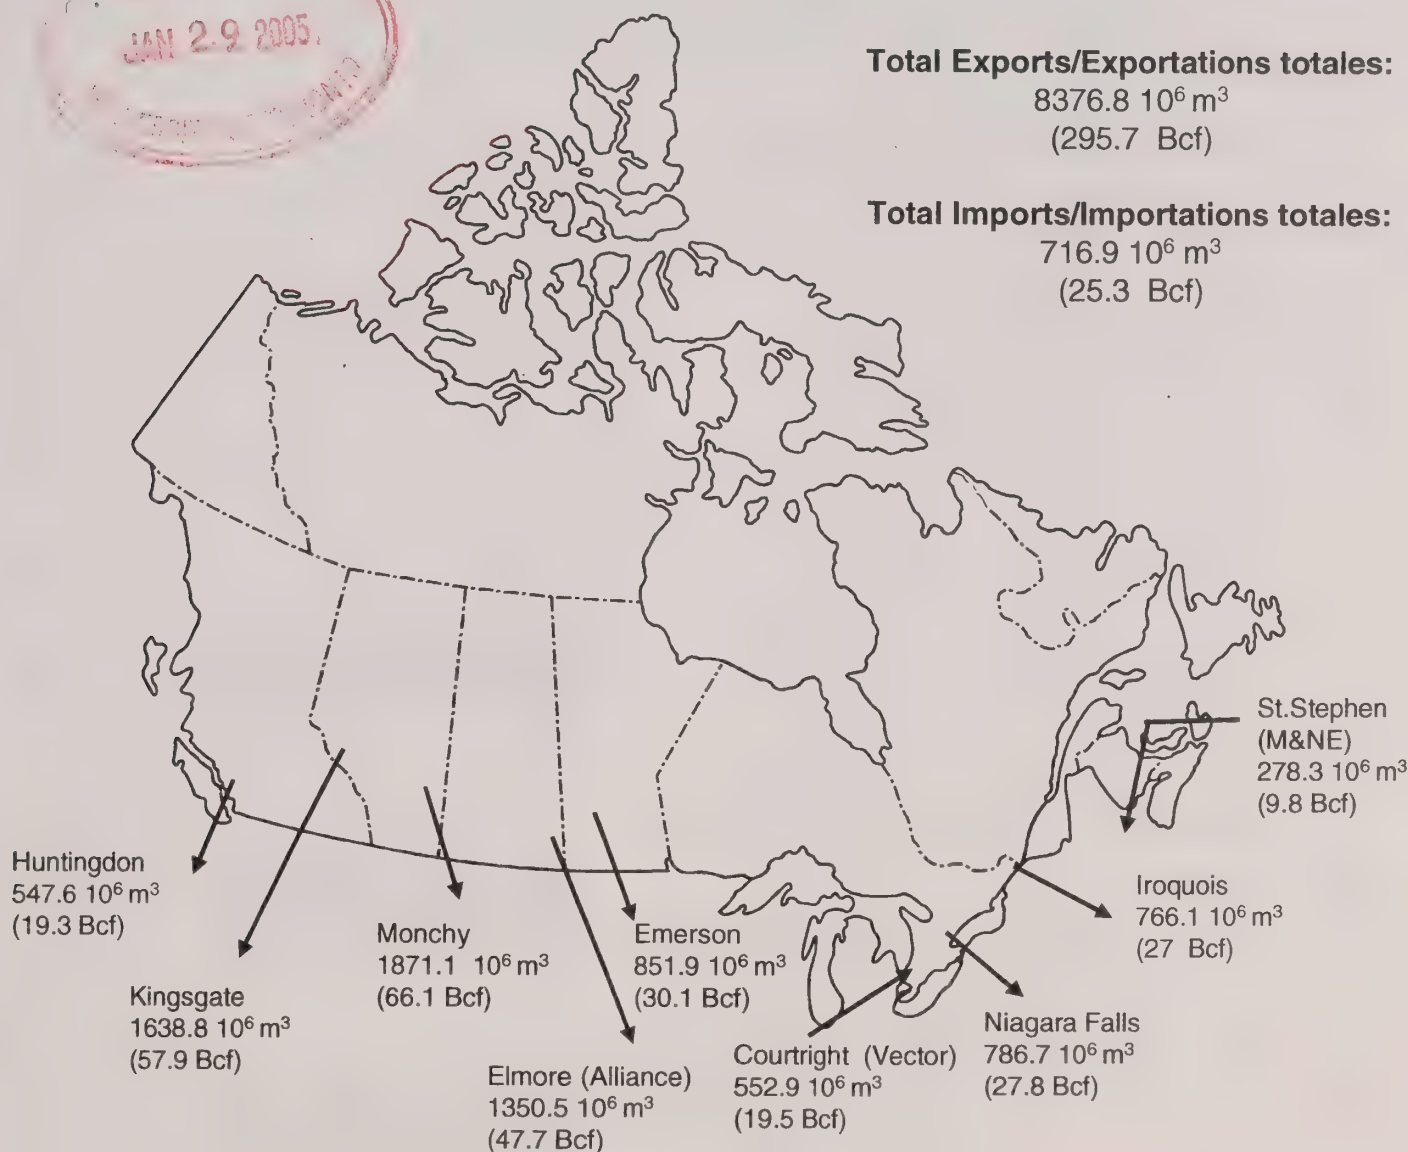 JAN 29 2005
Total Exports/Exportations totales:
8376.8 10⁶ m³
(295.7 Bcf)
Total Imports/Importations totales:
716.9 10⁶ m³
(25.3 Bcf)
St.Stephen
(M&NE)
278.3 10⁶ m³
(9.8 Bcf)
Huntingdon
547.6 10⁶ m³
(19.3 Bcf)
Iroquois
766.1 10⁶ m³
(27 Bcf)
Monchy
1871.1 10⁶ m³
(66.1 Bcf)
Emerson
851.9 10⁶ m³
(30.1 Bcf)
Kingsgate
1638.8 10⁶ m³
(57.9 Bcf)
Niagara Falls
786.7 10⁶ m³
(27.8 Bcf)
Courtright (Vector)
552.9 10⁶ m³
(19.5 Bcf)
Elmore (Alliance)
1350.5 10⁶ m³
(47.7 Bcf)